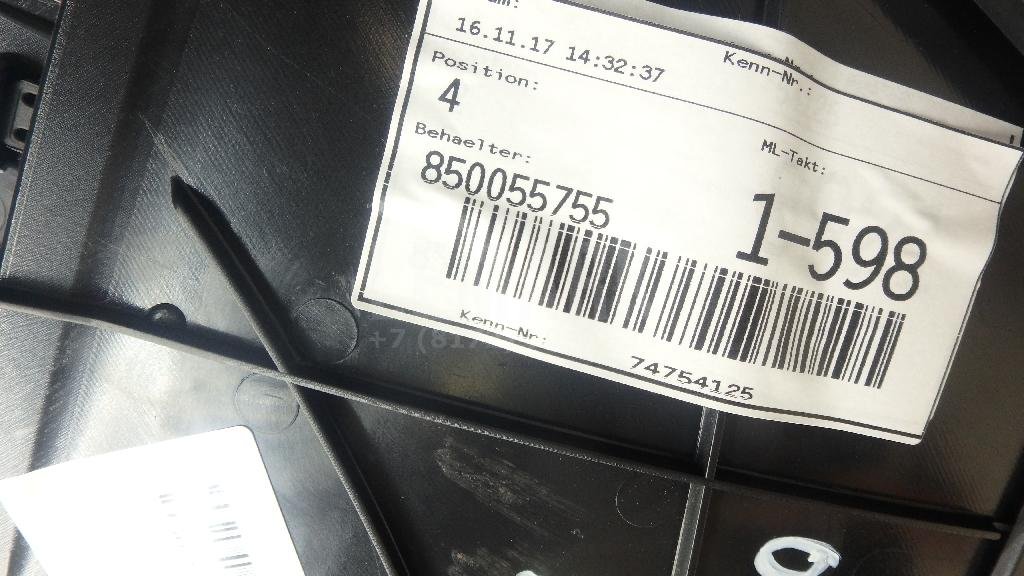 16.11.17 14:32:37
Kenn-Nr.:
Position:
4
Behaelter:
ML-Takt:
850055755
1-598
Kenn-Nr:
74754125